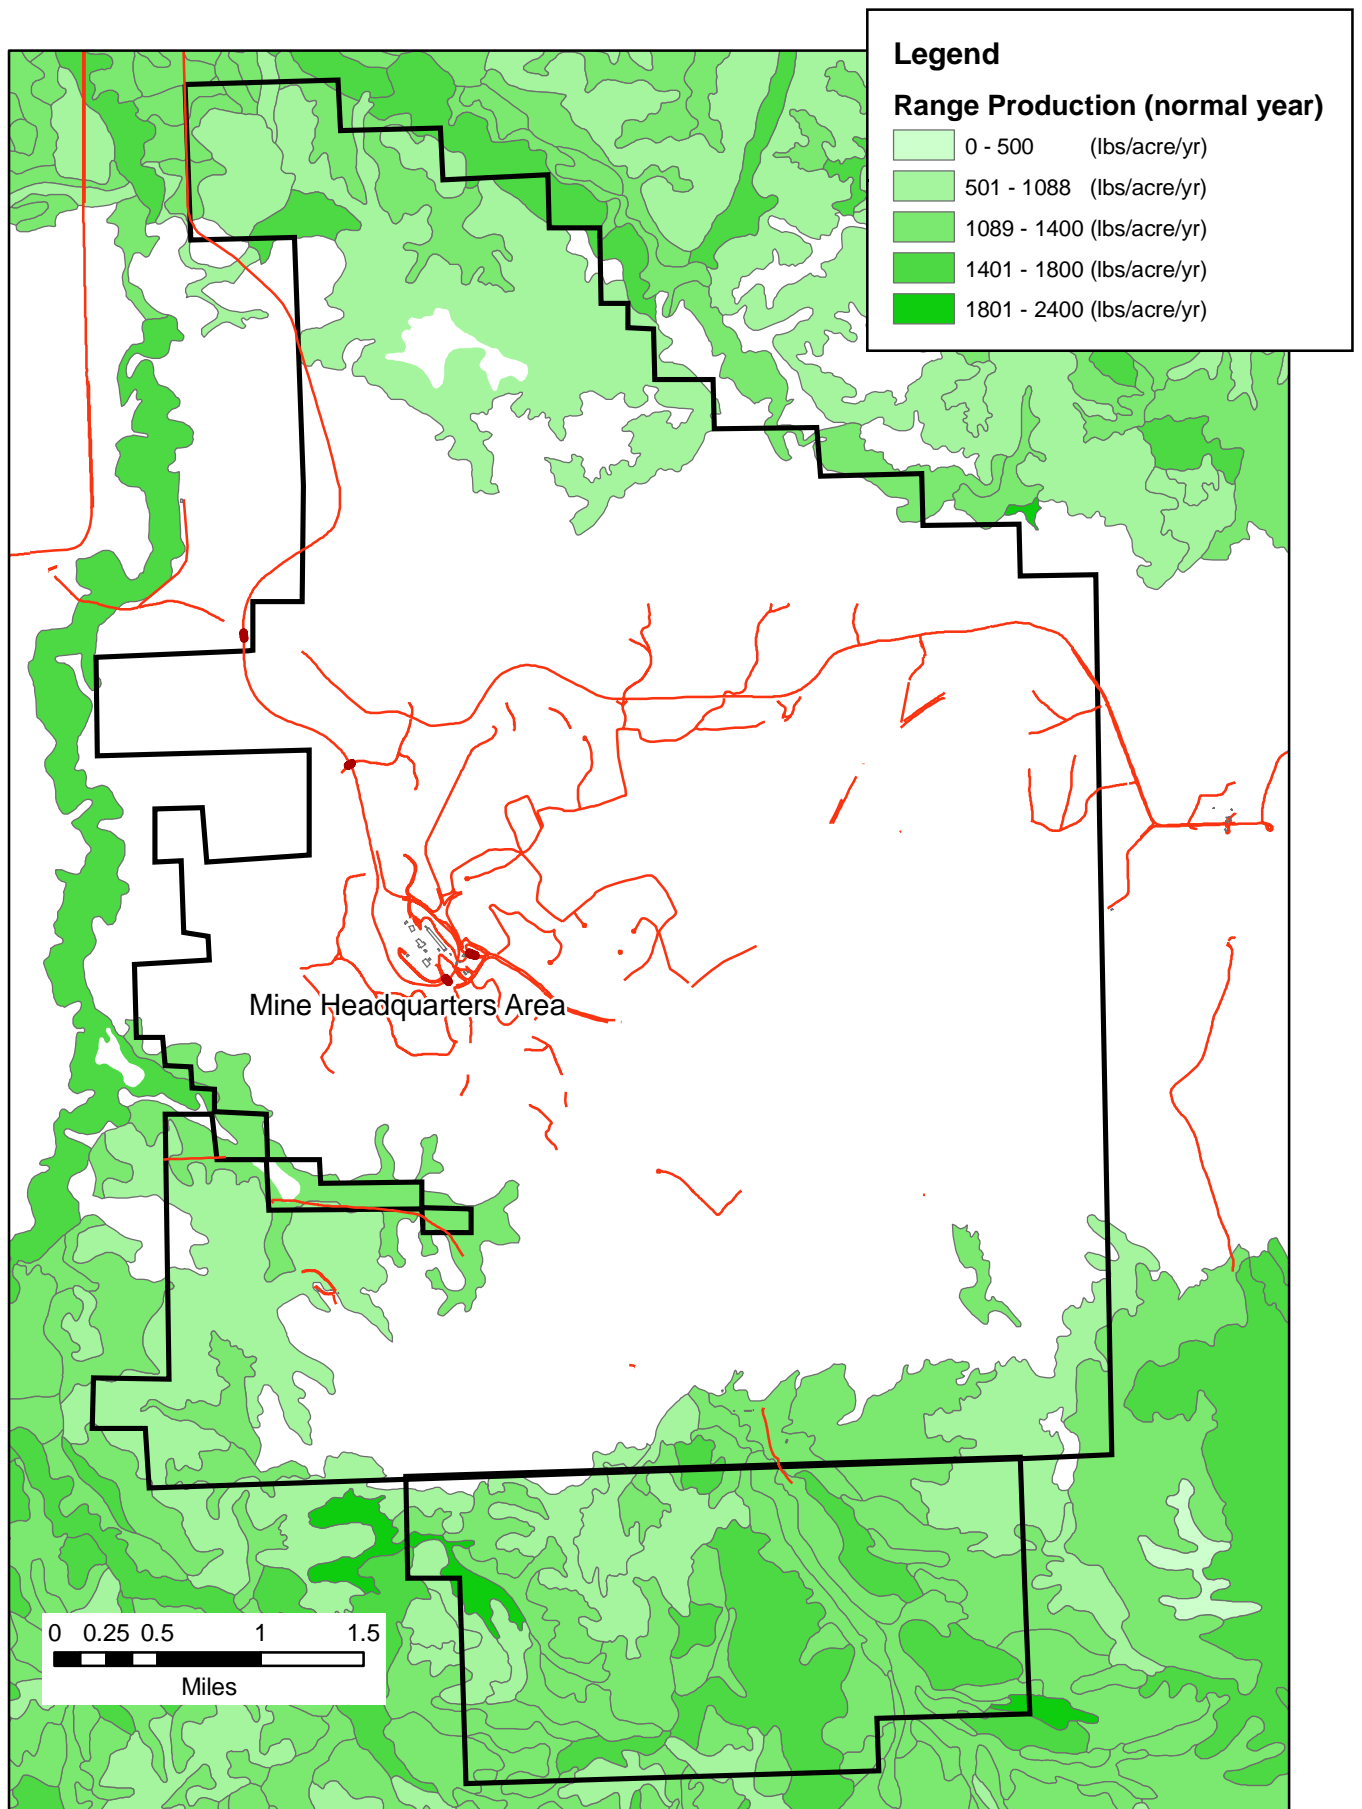 Legend
Range Production (normal year)
0 - 500 (lbs/acre/yr)
501 - 1088 (lbs/acre/yr)
1089 - 1400 (lbs/acre/yr)
1401 - 1800 (lbs/acre/yr)
1801 - 2400 (lbs/acre/yr)
Mine Headquarters Area
0 0.25 0.5 1 1.5
Miles